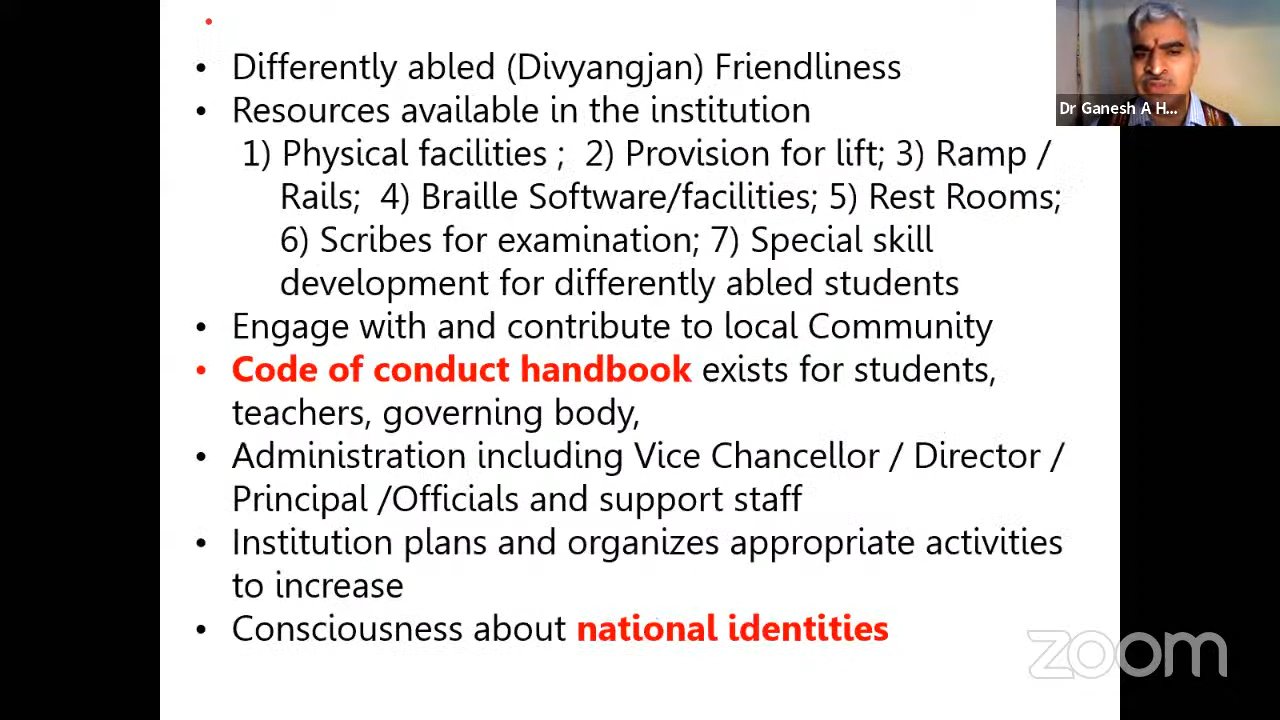 • Differently abled (Divyangjan) Friendliness
• Resources available in the institution
1) Physical facilities ; 2) Provision for lift; 3) Ramp /
Rails; 4) Braille Software/facilities; 5) Rest Rooms;
6) Scribes for examination; 7) Special skill
development for differently abled students
• Engage with and contribute to local Community
• Code of conduct handbook exists for students,
teachers, governing body,
• Administration including Vice Chancellor / Director /
Principal /Officials and support staff
• Institution plans and organizes appropriate activities
to increase
• Consciousness about national identities
Dr Ganesh A H...
zoom